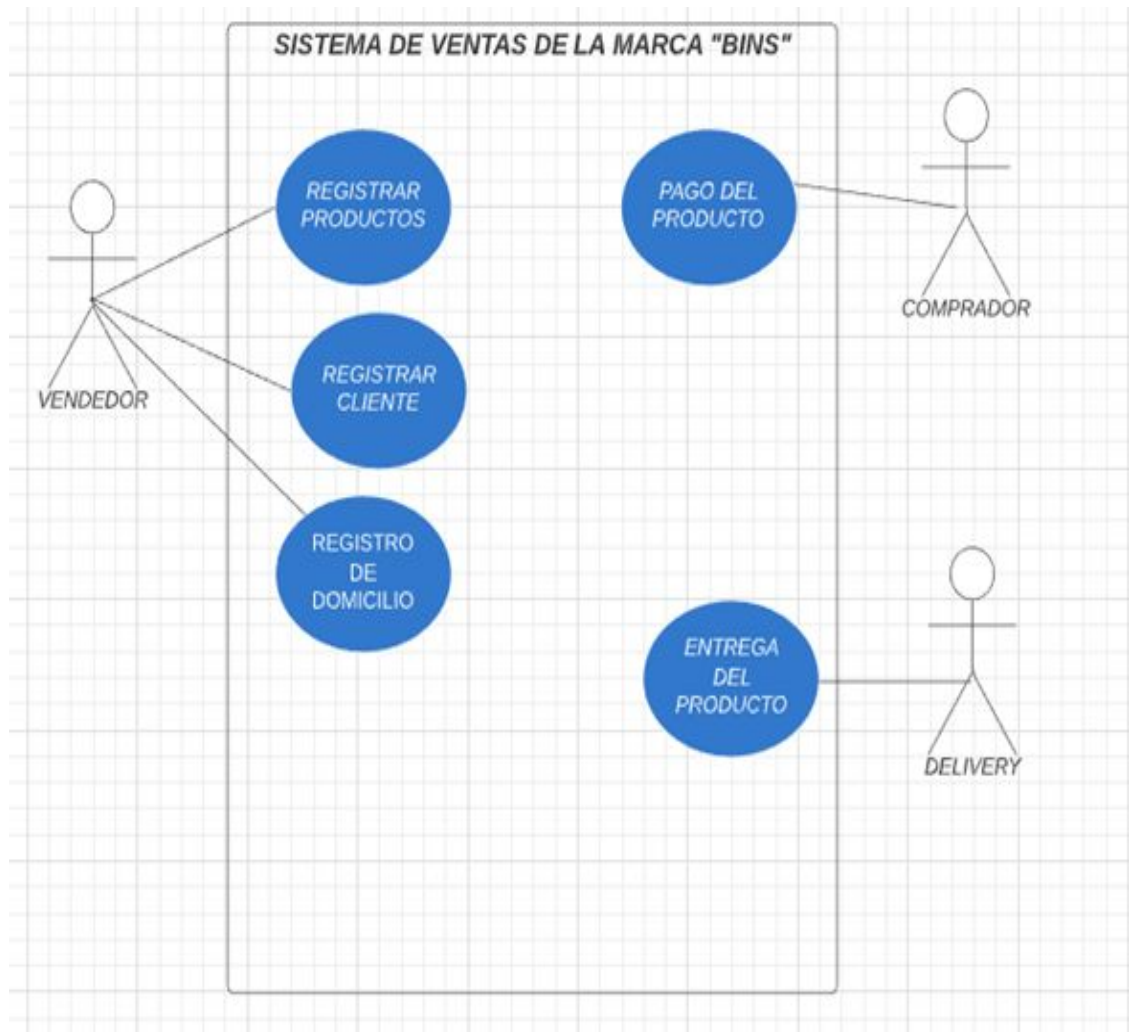 SISTEMA DE VENTAS DE LA MARCA "BINS"
REGISTRAR
PRODUCTOS
PAGO DEL
PRODUCTO
COMPRADOR
VENDEDOR
REGISTRAR
CLIENTE
REGISTRO
DE
DOMICILIO
ENTREGA
DEL
PRODUCTO
DELIVERY